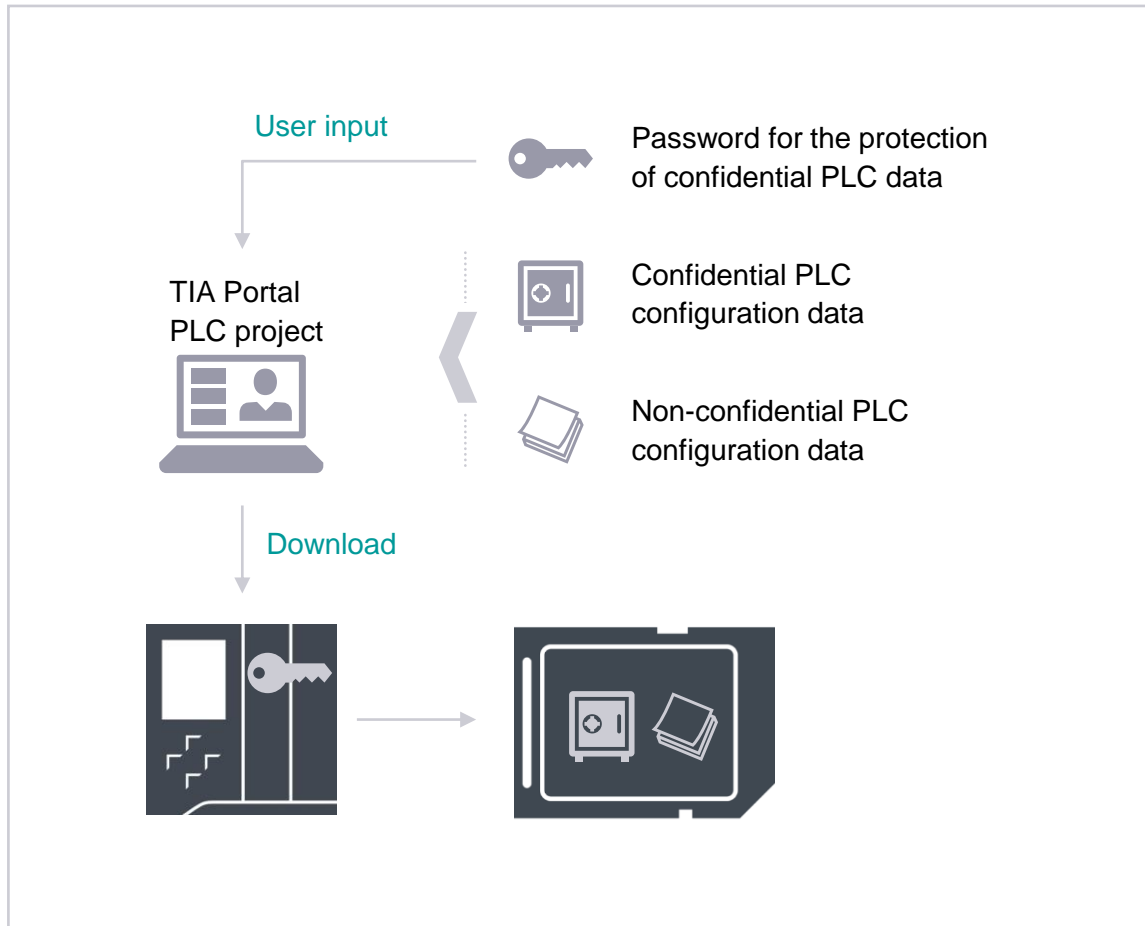 User input
Password for the protection
of confidential PLC data
TIA Portal
PLC project
Confidential PLC
configuration data
Non-confidential PLC
configuration data
Download